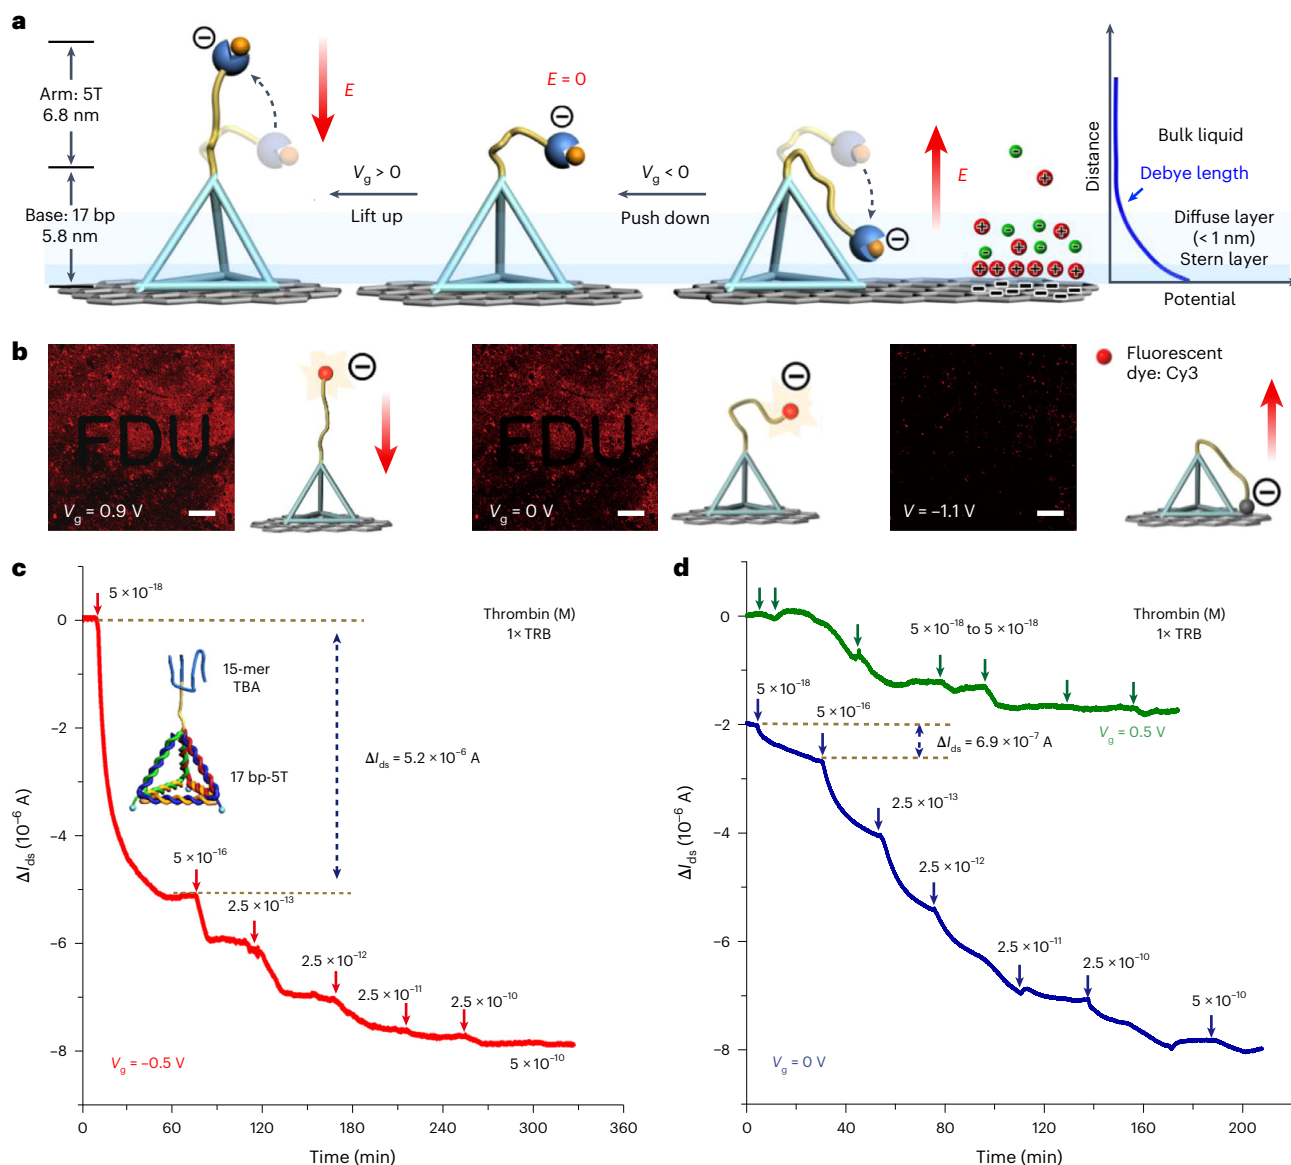 a
Arm: 5T
6.8 nm
Base: 17 bp
5.8 nm
E
V_g > 0
Lift up
E = 0
V_g < 0
Push down
E
Distance
Bulk liquid
Debye length
Diffuse layer
(< 1 nm)
Stern layer
Potential
b
FDU
V_g = 0.9 V
FDU
V_g = 0 V
V = −1.1 V
Fluorescent
dye: Cy3
c
5 × 10⁻¹⁸
Thrombin (M)
1× TRB
15-mer
TBA
17 bp-5T
ΔI_ds = 5.2 × 10⁻⁶ A
5 × 10⁻¹⁶
2.5 × 10⁻¹³
2.5 × 10⁻¹²
2.5 × 10⁻¹¹
2.5 × 10⁻¹⁰
5 × 10⁻¹⁰
V_g = −0.5 V
ΔI_ds (10⁻⁶ A)
0
−2
−4
−6
−8
0 60 120 180 240 300 360
Time (min)
d
Thrombin (M)
1× TRB
5 × 10⁻¹⁸ to 5 × 10⁻¹⁸
5 × 10⁻¹⁸
5 × 10⁻¹⁶
V_g = 0.5 V
ΔI_ds = 6.9 × 10⁻⁷ A
2.5 × 10⁻¹³
2.5 × 10⁻¹²
2.5 × 10⁻¹¹
2.5 × 10⁻¹⁰
5 × 10⁻¹⁰
V_g = 0 V
ΔI_ds (10⁻⁶ A)
0
−2
−4
−6
−8
0 40 80 120 160 200
Time (min)